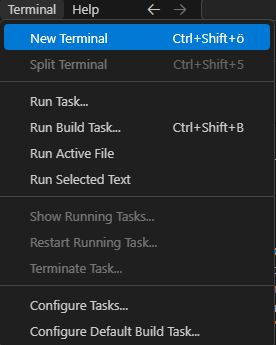 Terminal Help
New Terminal Ctrl+Shift+ö
Split Terminal Ctrl+Shift+5
Run Task...
Run Build Task... Ctrl+Shift+B
Run Active File
Run Selected Text
Show Running Tasks...
Restart Running Task...
Terminate Task...
Configure Tasks...
Configure Default Build Task...